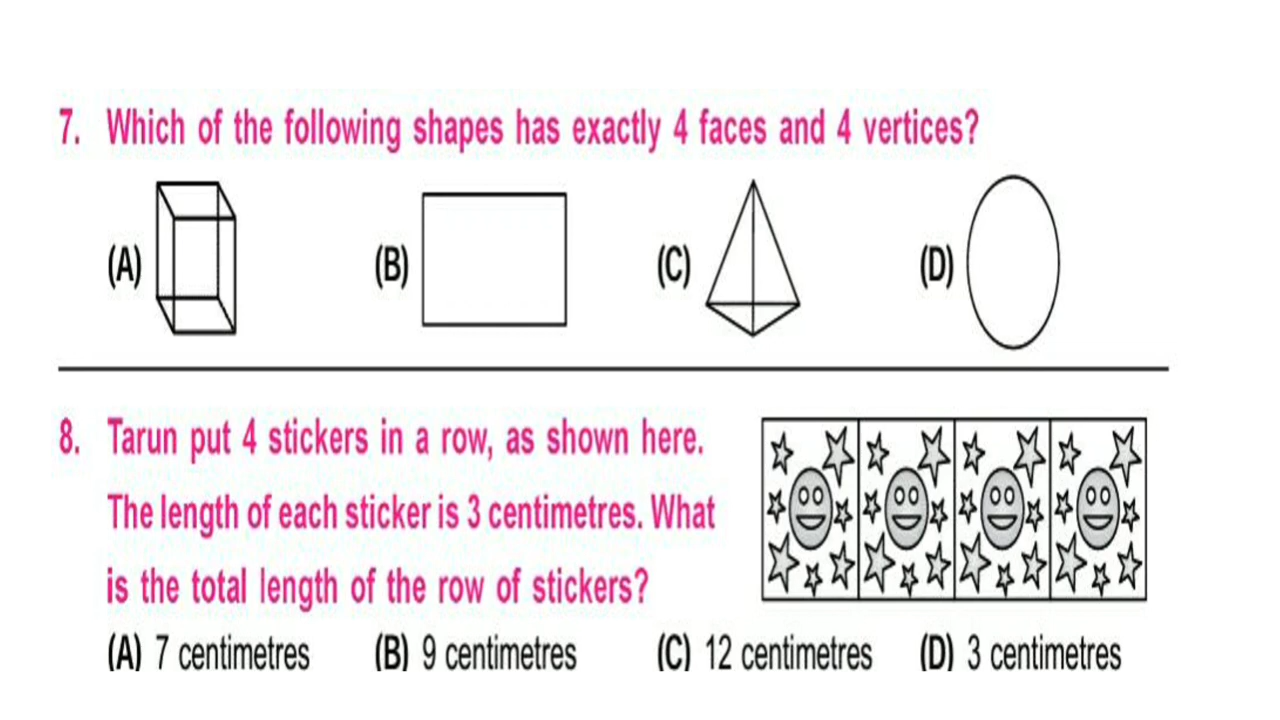 7. Which of the following shapes has exactly 4 faces and 4 vertices?
(A) (B) (C) (D)
8. Tarun put 4 stickers in a row, as shown here.
The length of each sticker is 3 centimetres. What
is the total length of the row of stickers?
(A) 7 centimetres (B) 9 centimetres (C) 12 centimetres (D) 3 centimetres